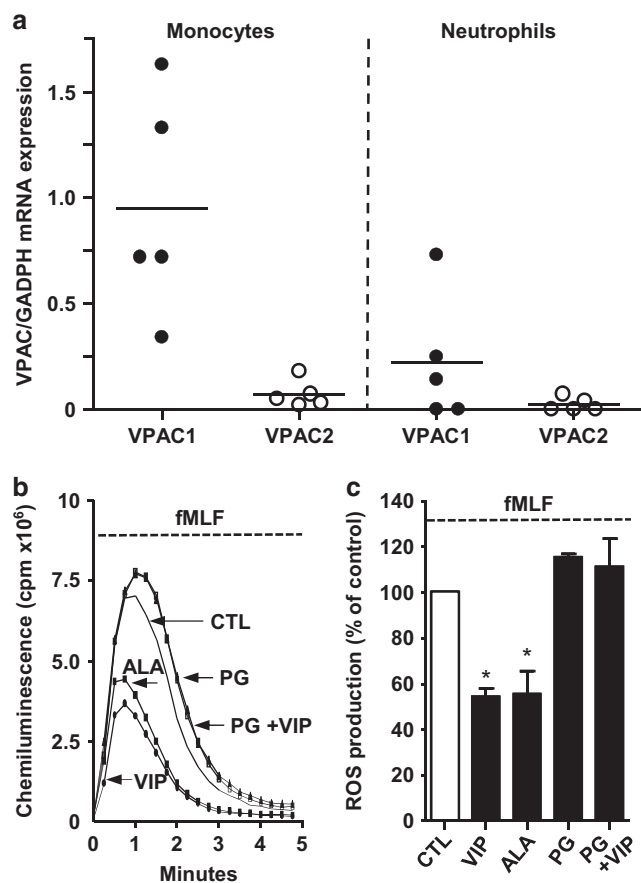 a
Monocytes
Neutrophils
VPAC/GADPH mRNA expression
1.5
1.0
0.5
0
VPAC1
VPAC2
VPAC1
VPAC2
b
fMLF
Chemiluminescence (cpm x10⁶)
10
7.5
5.0
2.5
0
CTL
ALA
PG
PG +VIP
VIP
0 1 2 3 4 5
Minutes
c
fMLF
ROS production (% of control)
140
120
100
80
60
40
20
0
* *
CTL
VIP
ALA
PG
PG
+VIP